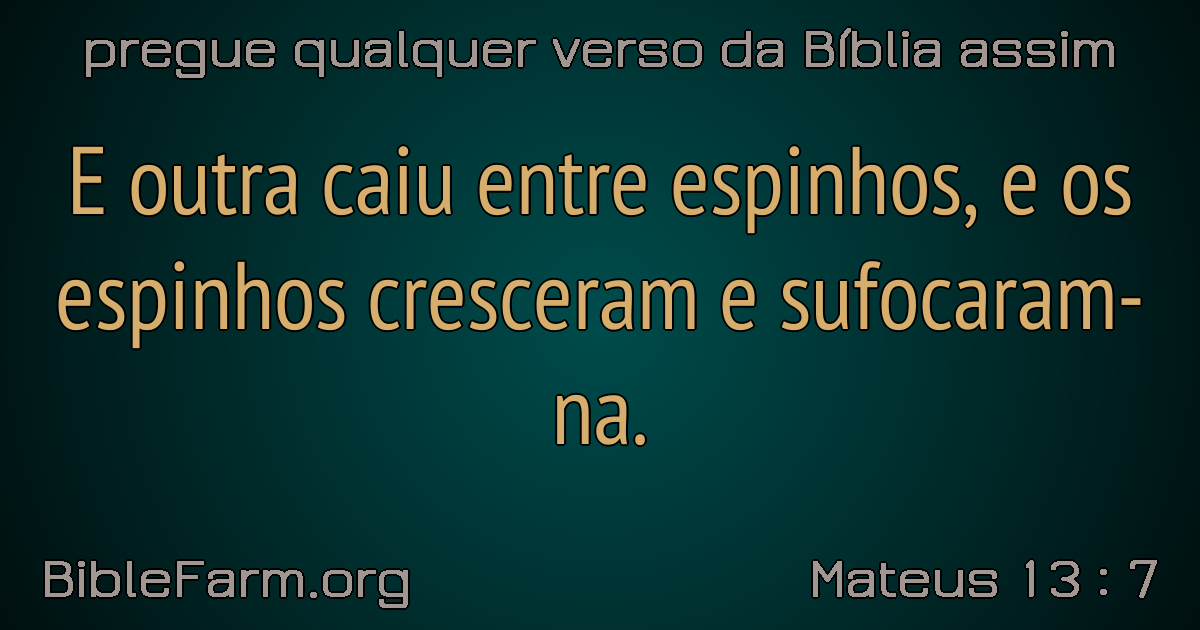 pregue qualquer verso da Bíblia assim
E outra caiu entre espinhos, e os
espinhos cresceram e sufocaram-
na.
BibleFarm.org
Mateus 13 : 7